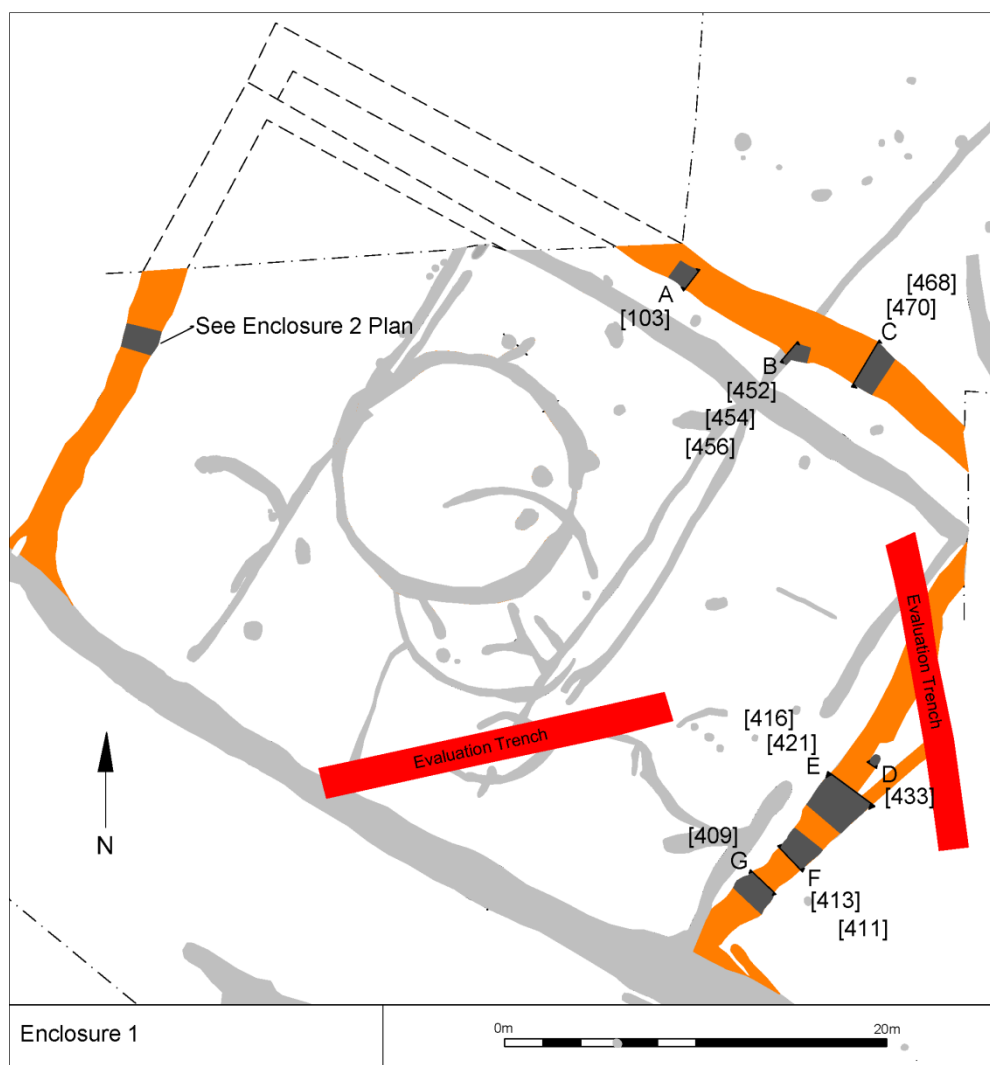 See Enclosure 2 Plan
A
[103]
[468]
[470]
C
B
[452]
[454]
[456]
Evaluation Trench
Evaluation Trench
[416]
[421]
E
D
[433]
[409]
G
F
[413]
[411]
N
Enclosure 1
0m
20m